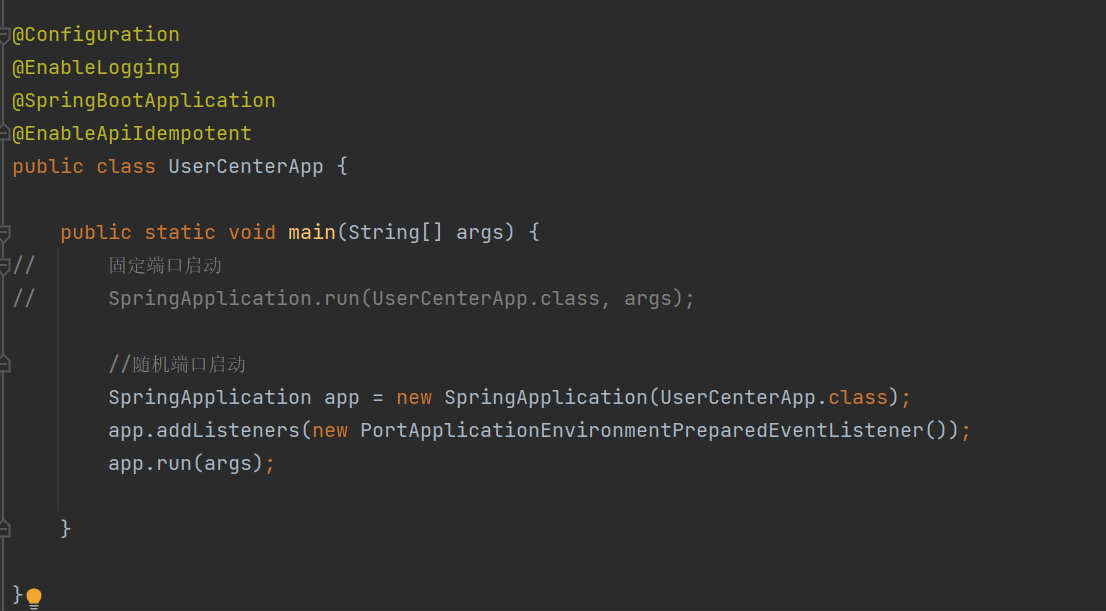 @Configuration
@EnableLogging
@SpringBootApplication
@EnableApiIdempotent
public class UserCenterApp {
public static void main(String[] args) {
// 固定端口启动
// SpringApplication.run(UserCenterApp.class, args);
//随机端口启动
SpringApplication app = new SpringApplication(UserCenterApp.class);
app.addListeners(new PortApplicationEnvironmentPreparedEventListener());
app.run(args);
}
}